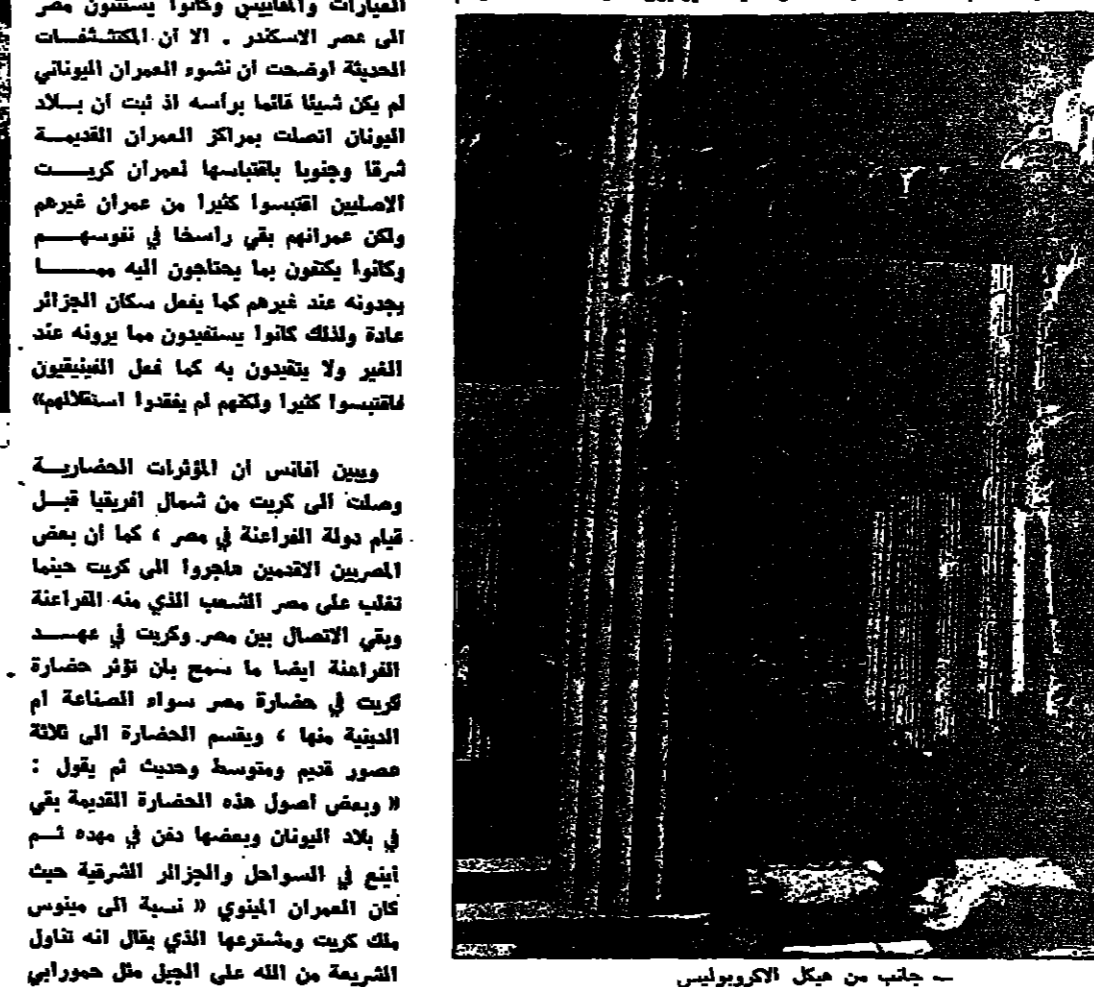 العبارات والمقاييس وكانوا يستثنون مصر
الى عصر الاسكندر . الا ان المكتشفات
الحديثة اوضحت ان نشوء العمران اليوناني
لم يكن شيئا قائما برأسه اذ ثبت ان بلاد
اليونان اتصلت بمراكز العمران القديمة
شرقا وجنوبا باقتباسها لعمران كريت
الاصليين اقتبسوا كثيرا من عمران غيرهم
ولكن عمرانهم بقي راسخا في نفوسهم
وكانوا يكتفون بما يحتاجون اليه مما
يجدونه عند غيرهم كما يفعل سكان الجزائر
عادة ولذلك كانوا يستفيدون مما يرونه عند
الغير ولا يتقيدون به كما فعل الفينيقيون
فاقتبسوا كثيرا ولكنهم لم يفقدوا استقلالهم»
ويبين افانس ان المؤثرات الحضارية
وصلت الى كريت من شمال افريقيا قبل
قيام دولة الفراعنة في مصر ، كما أن بعض
المصريين الاقدمين هاجروا الى كريت حينما
تغلب على مصر الشعب الذي منه الفراعنة
وبقي الاتصال بين مصر وكريت في عهد
الفراعنة ايضا ما سمح بان تؤثر حضارة
كريت في حضارة مصر سواء الصناعة ام
الدينية منها ، ويقسم الحضارة الى ثلاثة
عصور قديم ومتوسط وحديث ثم يقول :
« وبعض اصول هذه الحضارة القديمة بقي
في بلاد اليونان وبعضها دفن في مهده ثم
أينع في السواحل والجزائر الشرقية حيث
كان العمران المينوي « نسبة الى مينوس
ملك كريت ومشترعها الذي يقال انه تناول
الشريعة من الله على الجبل مثل حمورابي
— جانب من هيكل الاكروبوليس